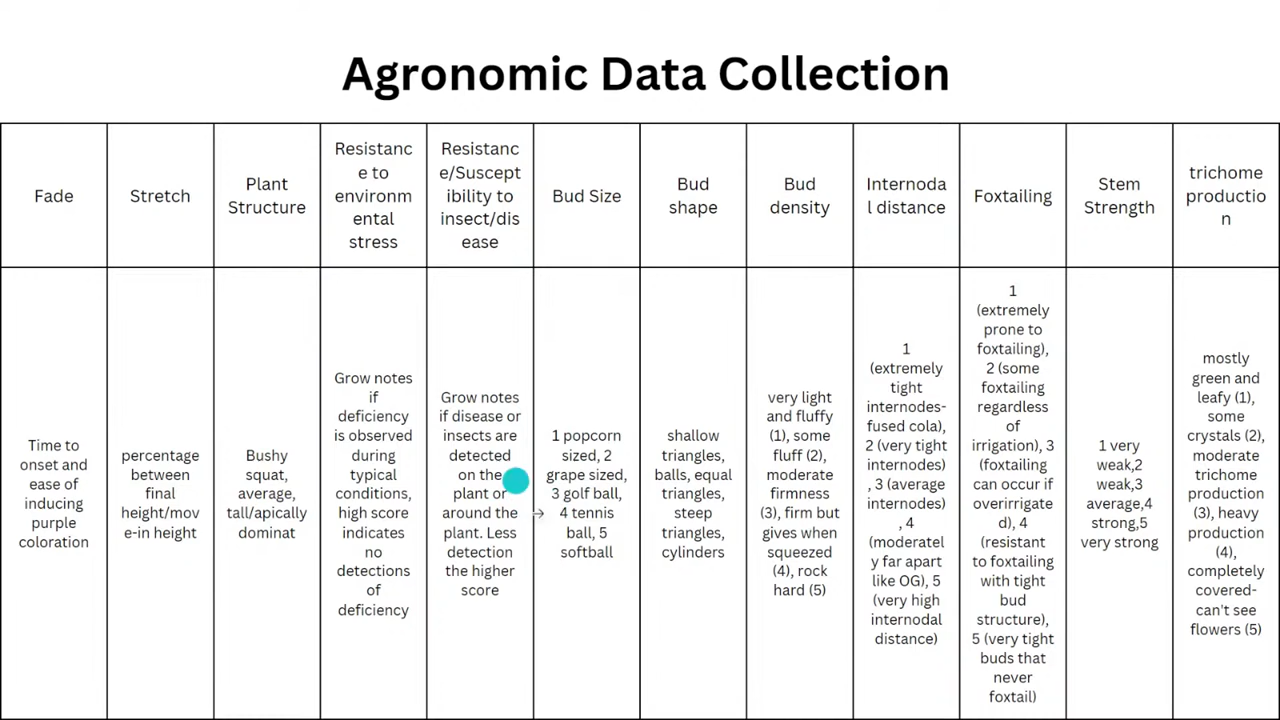 Agronomic Data Collection
Fade
Stretch
Plant
Structure
Resistanc
e to
environm
ental
stress
Resistanc
e/Suscept
ibility to
insect/dis
ease
Bud Size
Bud
shape
Bud
density
Internoda
l distance
Foxtailing
Stem
Strength
trichome
productio
n
Time to
onset and
ease of
inducing
purple
coloration
percentage
between
final
height/mov
e-in height
Bushy
squat,
average,
tall/apically
dominat
Grow notes
if
deficiency
is observed
during
typical
conditions,
high score
indicates
no
detections
of
deficiency
Grow notes
if disease or
insects are
detected
on the
plant or
around the
plant. Less
detection
the higher
score
1 popcorn
sized, 2
grape sized,
3 golf ball,
4 tennis
ball, 5
softball
shallow
triangles,
balls, equal
triangles,
steep
triangles,
cylinders
very light
and fluffy
(1), some
fluff (2),
moderate
firmness
(3), firm but
gives when
squeezed
(4), rock
hard (5)
1
(extremely
tight
internodes-
fused cola),
2 (very tight
internodes)
, 3 (average
internodes)
, 4
(moderatel
y far apart
like OG), 5
(very high
internodal
distance)
1
(extremely
prone to
foxtailing),
2 (some
foxtailing
regardless
of
irrigation), 3
(foxtailing
can occur if
overirrigate
d), 4
(resistant
to foxtailing
with tight
bud
structure),
5 (very tight
buds that
never
foxtail)
1 very
weak,2
weak,3
average,4
strong,5
very strong
mostly
green and
leafy (1),
some
crystals (2),
moderate
trichome
production
(3), heavy
production
(4),
completely
covered-
can't see
flowers (5)